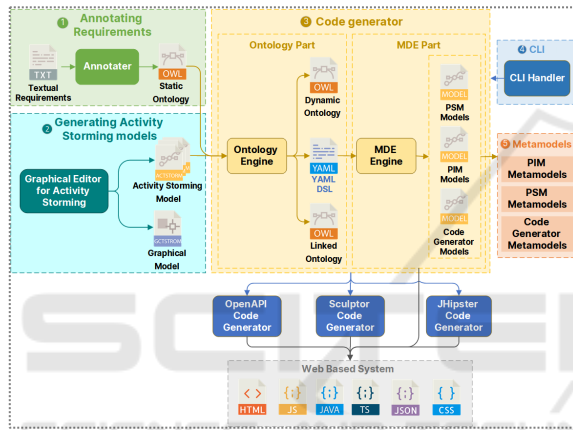 1 Annotating
Requirements
TXT
Textual
Requirements
Annotater
OWL
Static
Ontology
2 Generating Activity
Storming models
Graphical Editor
for Activity
Storming
Activity Storming
Model
Graphical
Model
3 Code generator
Ontology Part
MDE Part
Ontology
Engine
OWL
Dynamic
Ontology
YAML
YAML
DSL
OWL
Linked
Ontology
MDE
Engine
MODEL
PSM
Models
MODEL
PIM
Models
MODEL
Code
Generator
Models
4 CLI
CLI Handler
5 Metamodels
PIM
Metamodels
PSM
Metamodels
Code
Generator
Metamodels
OpenAPI
Code
Generator
Sculptor
Code
Generator
JHipster
Code
Generator
Web Based System
HTML
JS
JAVA
TS
JSON
CSS